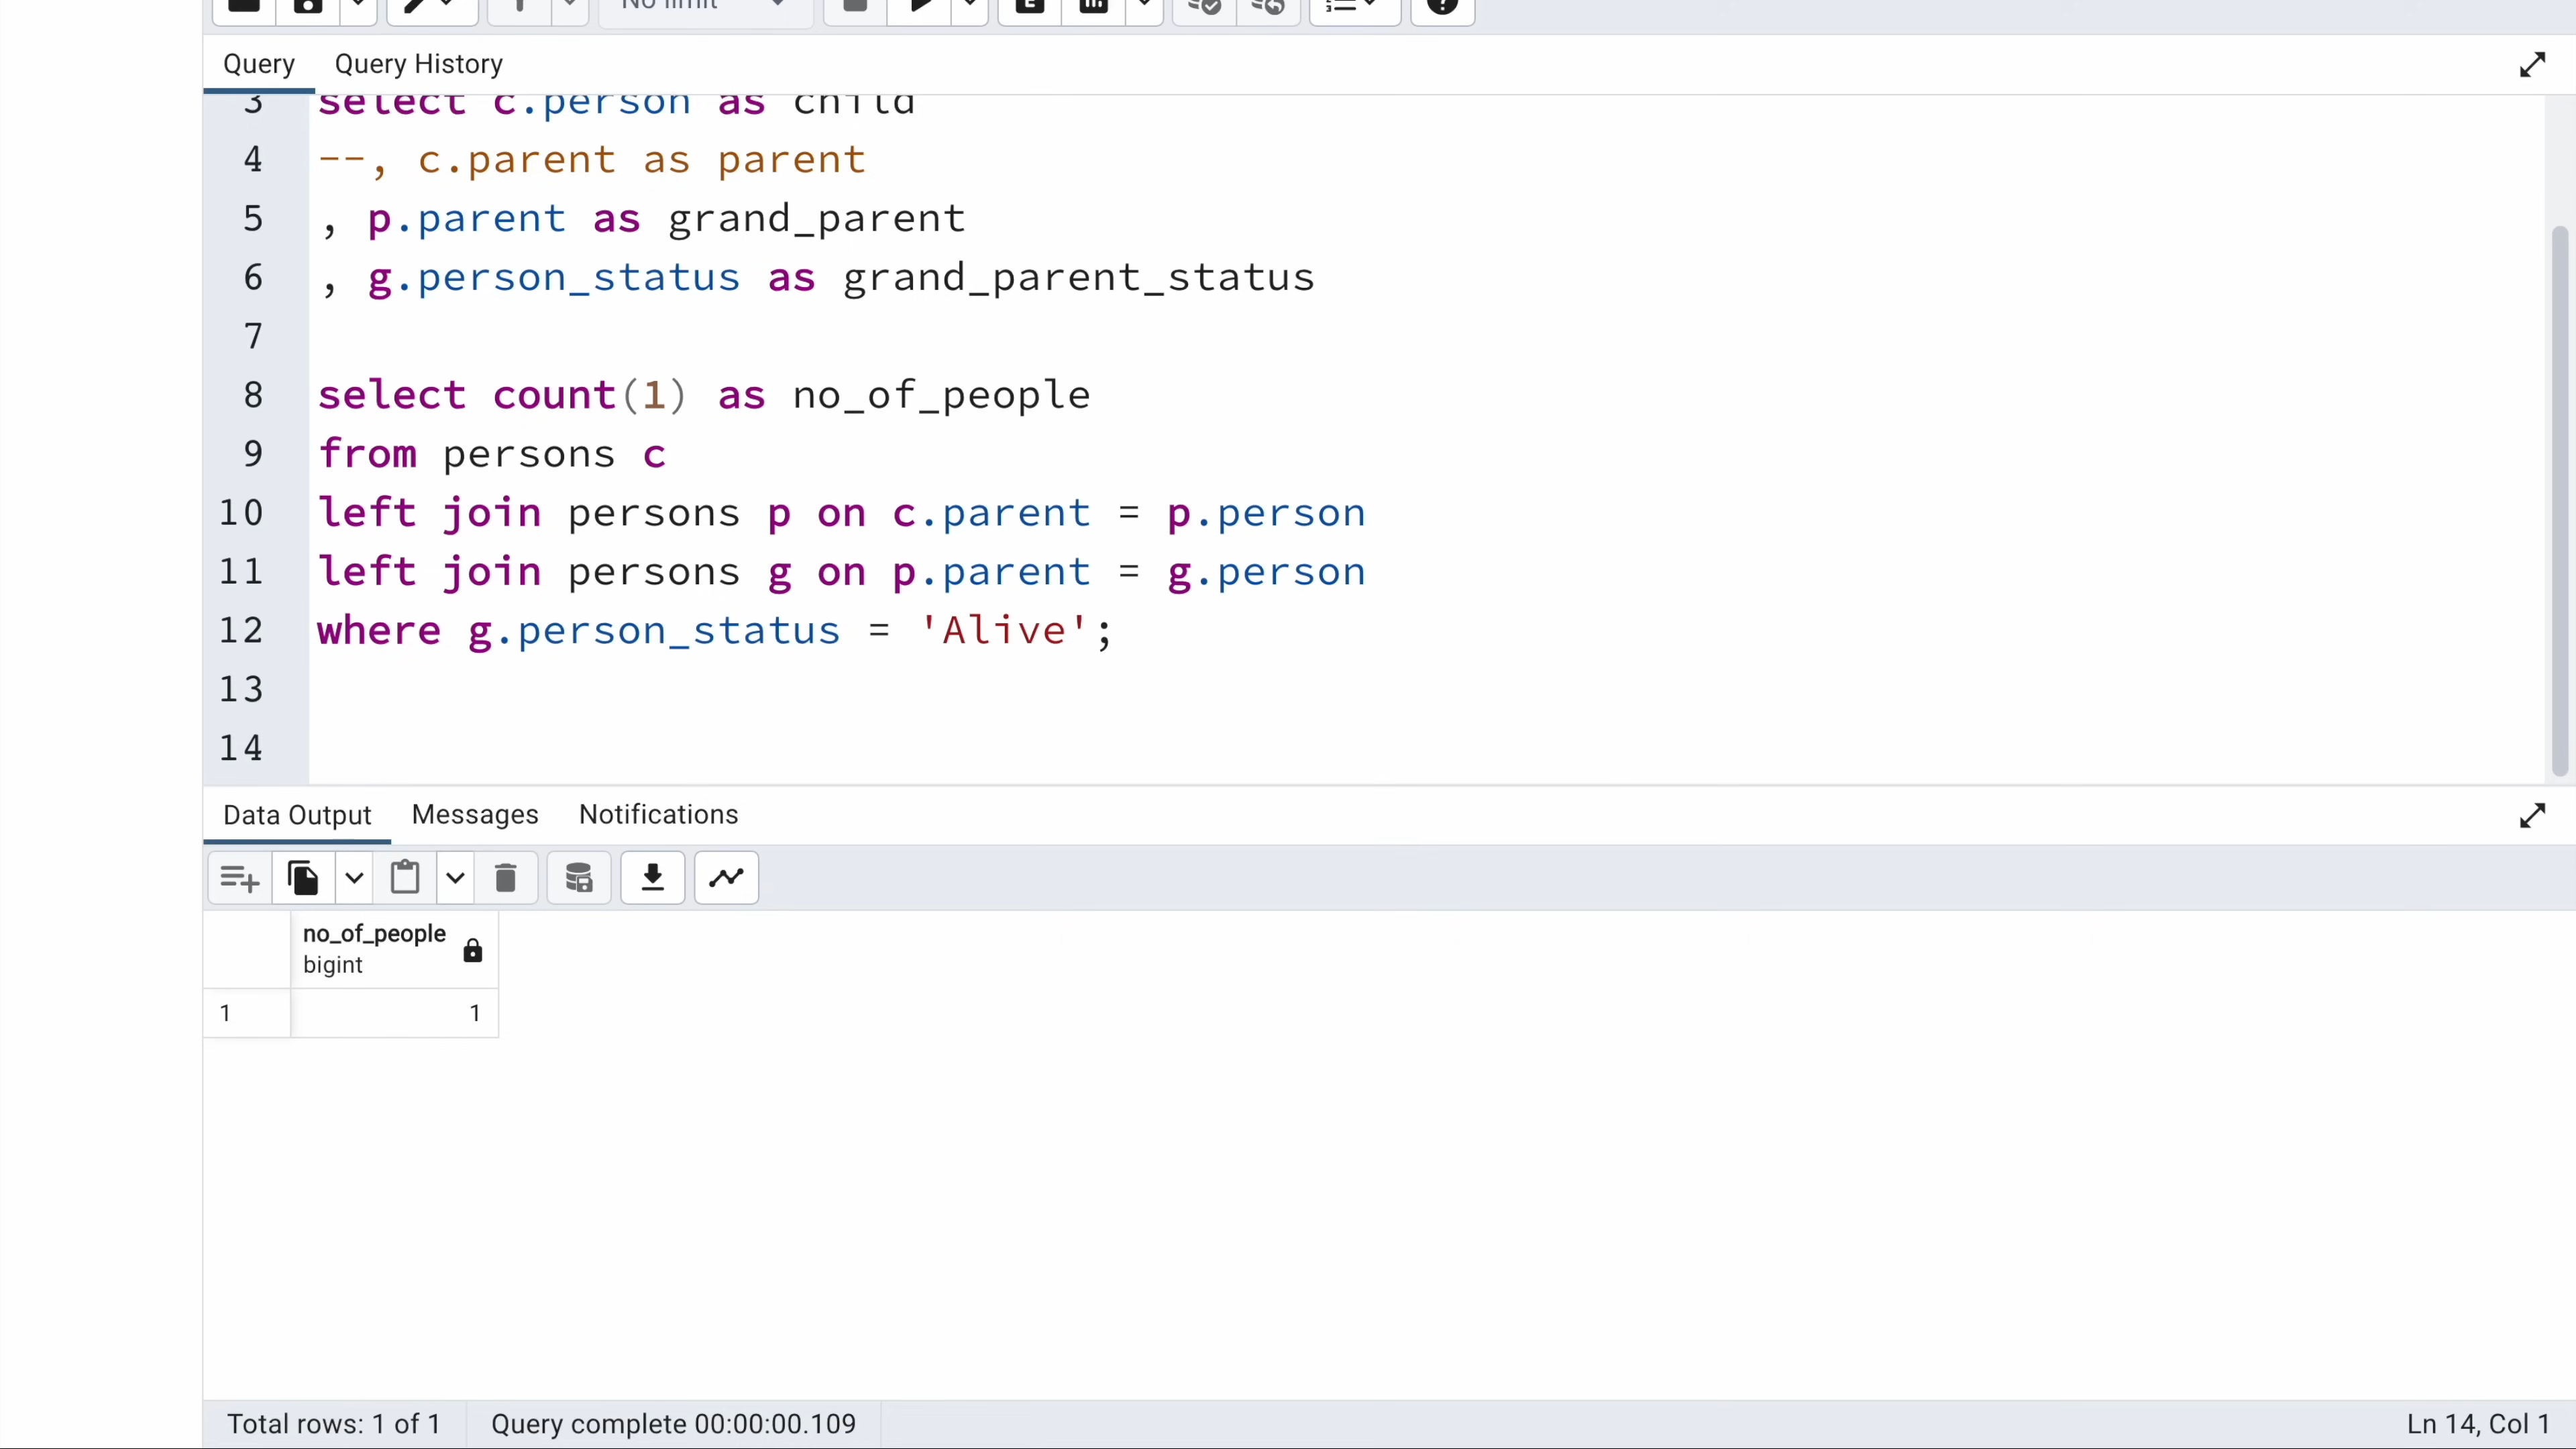 No limit
Query Query History
3 select c.person as child
4 --, c.parent as parent
5 , p.parent as grand_parent
6 , g.person_status as grand_parent_status
7
8 select count(1) as no_of_people
9 from persons c
10 left join persons p on c.parent = p.person
11 left join persons g on p.parent = g.person
12 where g.person_status = 'Alive';
13
14
Data Output Messages Notifications
no_of_people
bigint
1 1
Total rows: 1 of 1 Query complete 00:00:00.109 Ln 14, Col 1